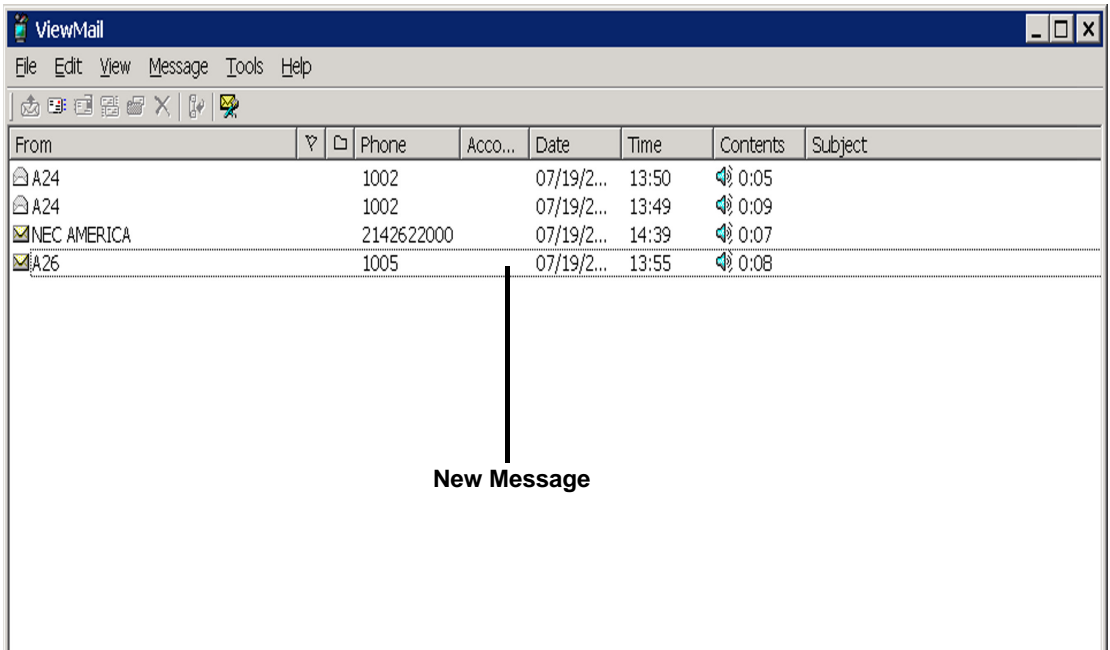 ViewMail
File Edit View Message Tools Help
From Phone Acco... Date Time Contents Subject
A24 1002 07/19/2... 13:50 0:05
A24 1002 07/19/2... 13:49 0:09
NEC AMERICA 2142622000 07/19/2... 14:39 0:07
A26 1005 07/19/2... 13:55 0:08
New Message